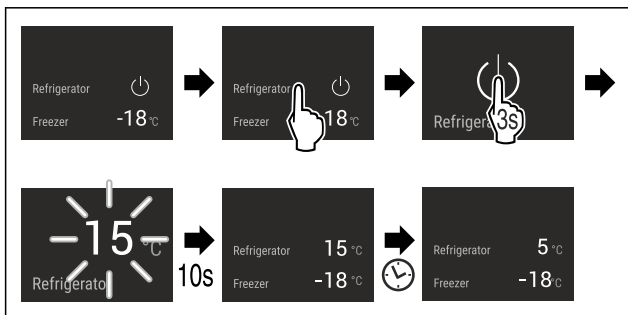 Refrigerator
Freezer -18 °C
Refrigerator
Freezer 18 °C
Refrigera 3s
15 °C
Refrigerato
10s
Refrigerator 15 °C
Freezer -18 °C
Refrigerator 5 °C
Freezer -18°C